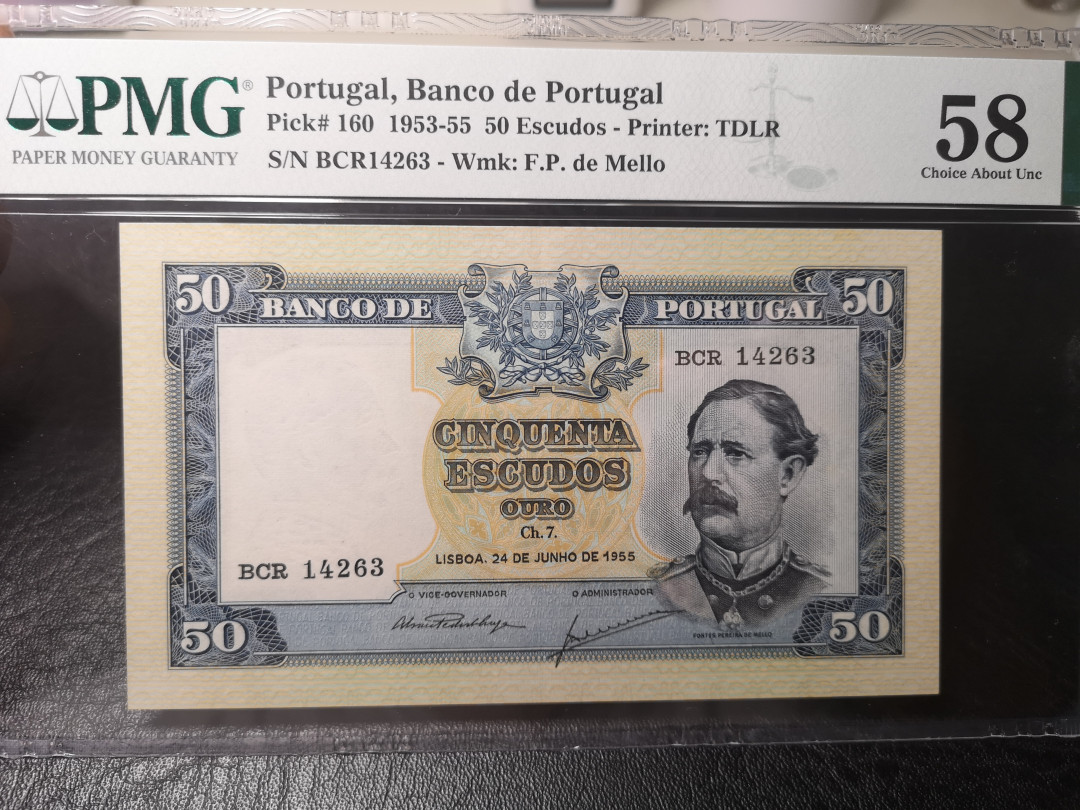 PMG®
PAPER MONEY GUARANTY
Portugal, Banco de Portugal
Pick# 160 1953-55 50 Escudos - Printer: TDLR
S/N BCR14263 - Wmk: F.P. de Mello
58
Choice About Unc
50 BANCO DE PORTUGAL 50
BCR 14263
CINQUENTA
ESCUDOS
OURO
Ch. 7.
LISBOA. 24 DE JUNHO DE 1955
BCR 14263
O VICE-GOVERNADOR O ADMINISTRADOR
FONTES PEREIRA DE MELLO
50 50